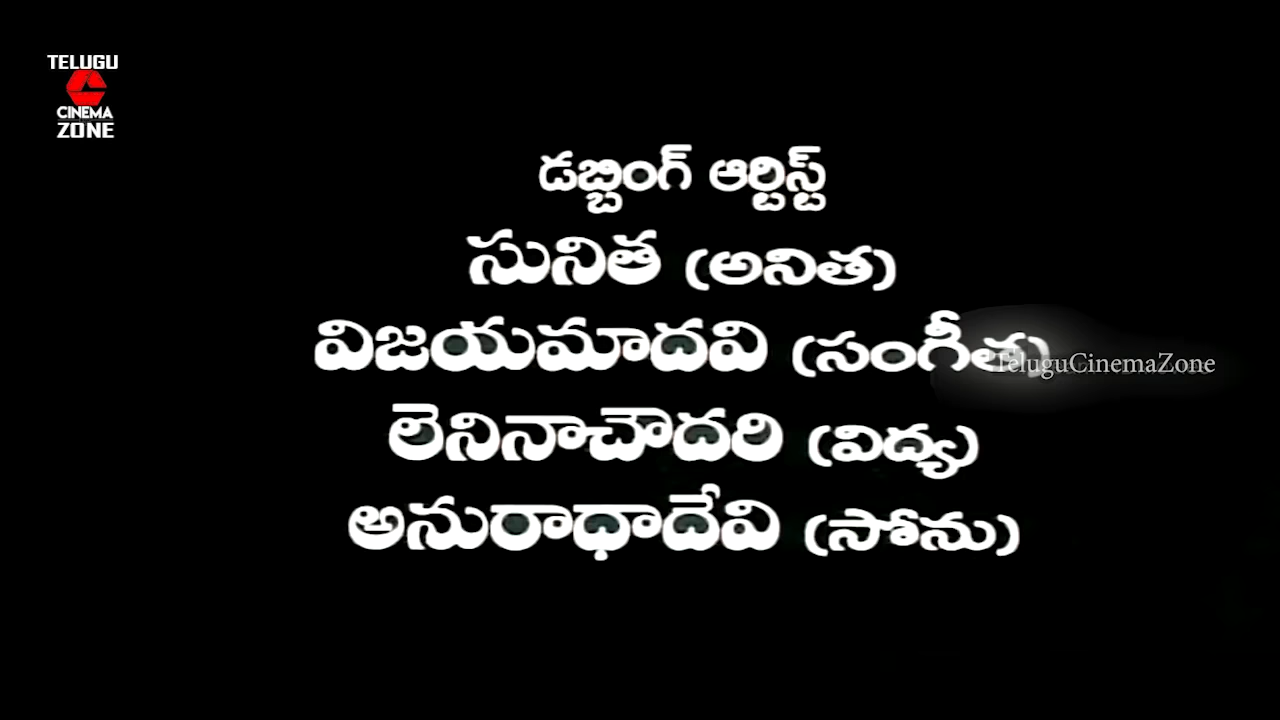 TELUGU
CINEMA
ZONE
డబ్బింగ్ ఆర్టిస్ట్
సునిత (అనిత)
విజయమాదవి (సంగీత)
TeluguCinemaZone
లెనినాచౌదరి (విద్య)
అనురాధాదేవి (సోను)